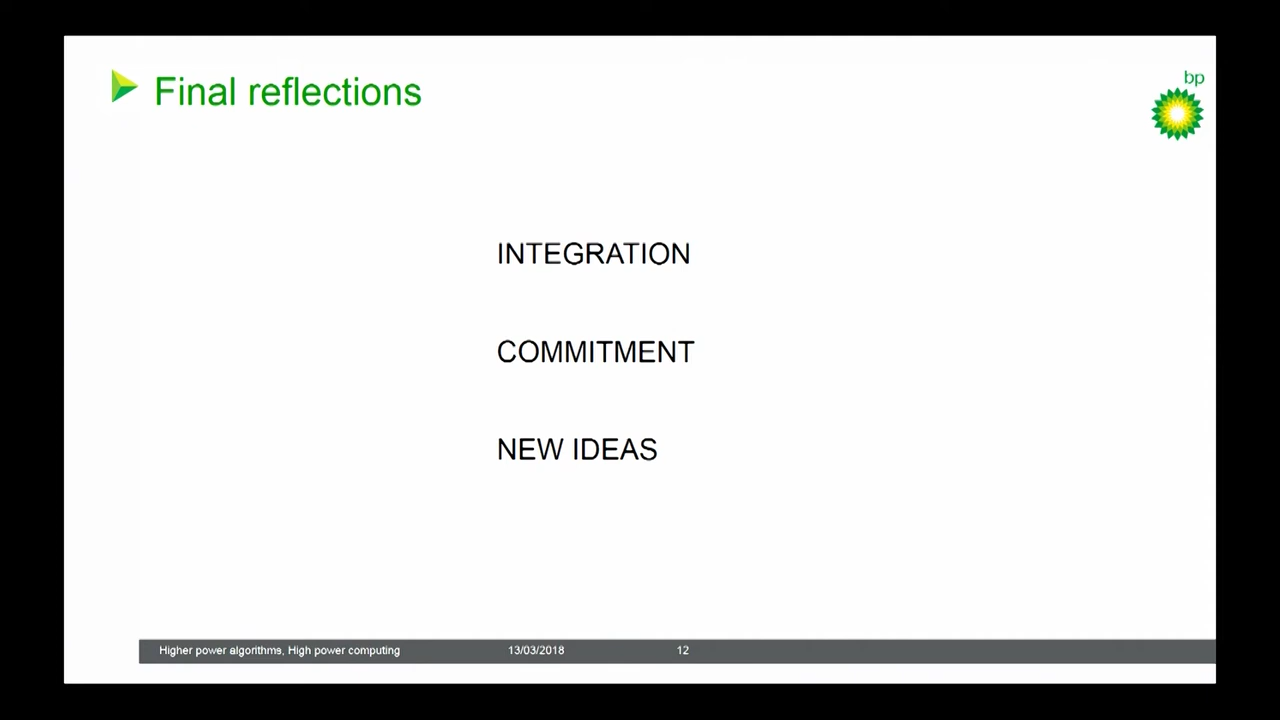 Final reflections
bp
INTEGRATION
COMMITMENT
NEW IDEAS
Higher power algorithms, High power computing 13/03/2018 12